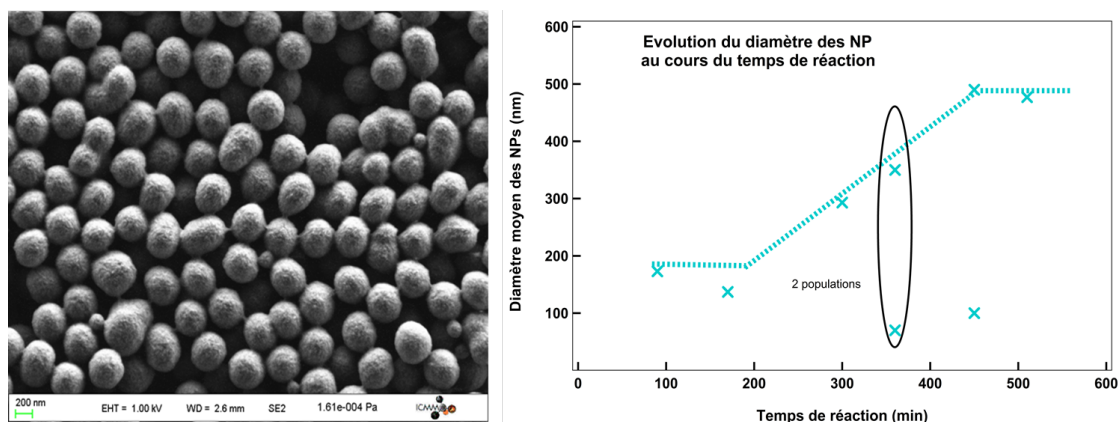 200 nm
EHT = 1.00 kV
WD = 2.6 mm
SE2
1.61e-004 Pa
ICMMO
Evolution du diamètre des NP
au cours du temps de réaction
Diamètre moyen des NPs (nm)
600
500
400
300
200
100
2 populations
0
100
200
300
400
500
600
Temps de réaction (min)